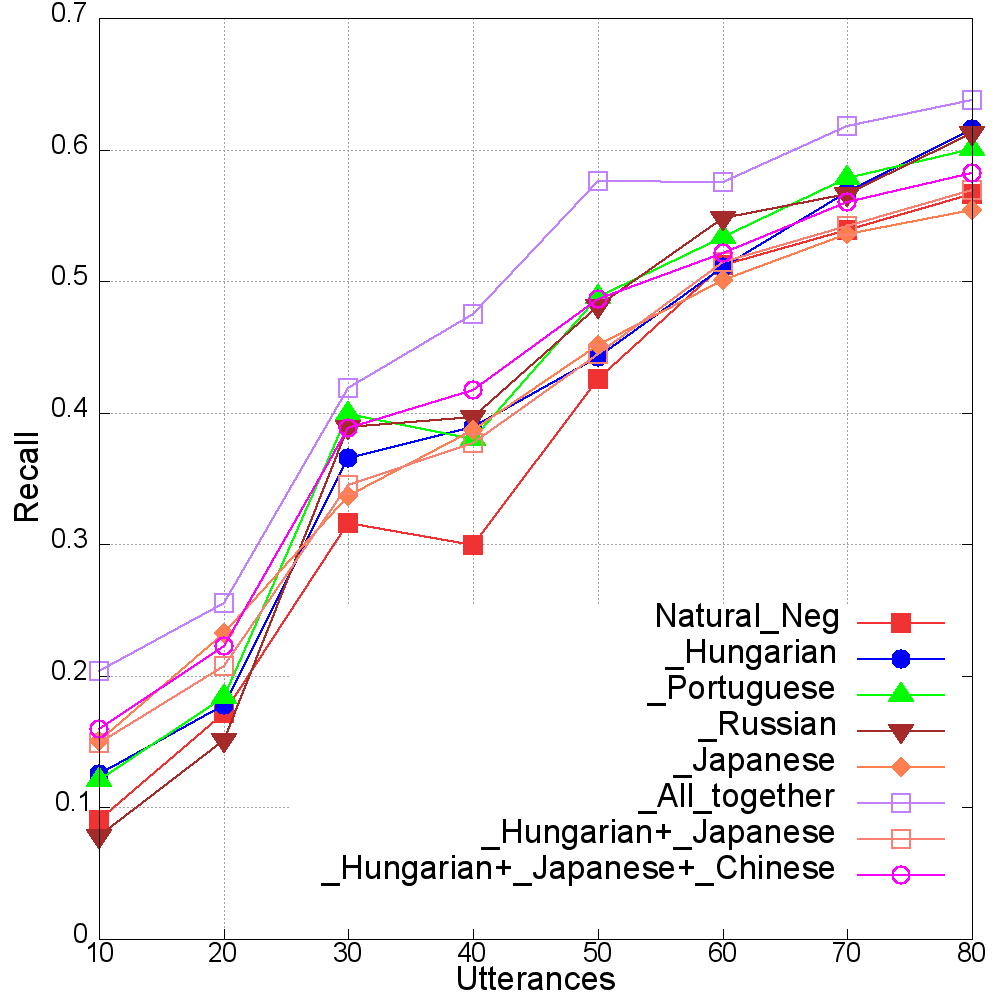 0.7
0.6
0.5
0.4
0.3
0.2
0.1
0
Recall
Natural_Neg
_Hungarian
_Portuguese
_Russian
_Japanese
_All_together
_Hungarian+_Japanese
_Hungarian+_Japanese+_Chinese
10 20 30 40 50 60 70 80
Utterances